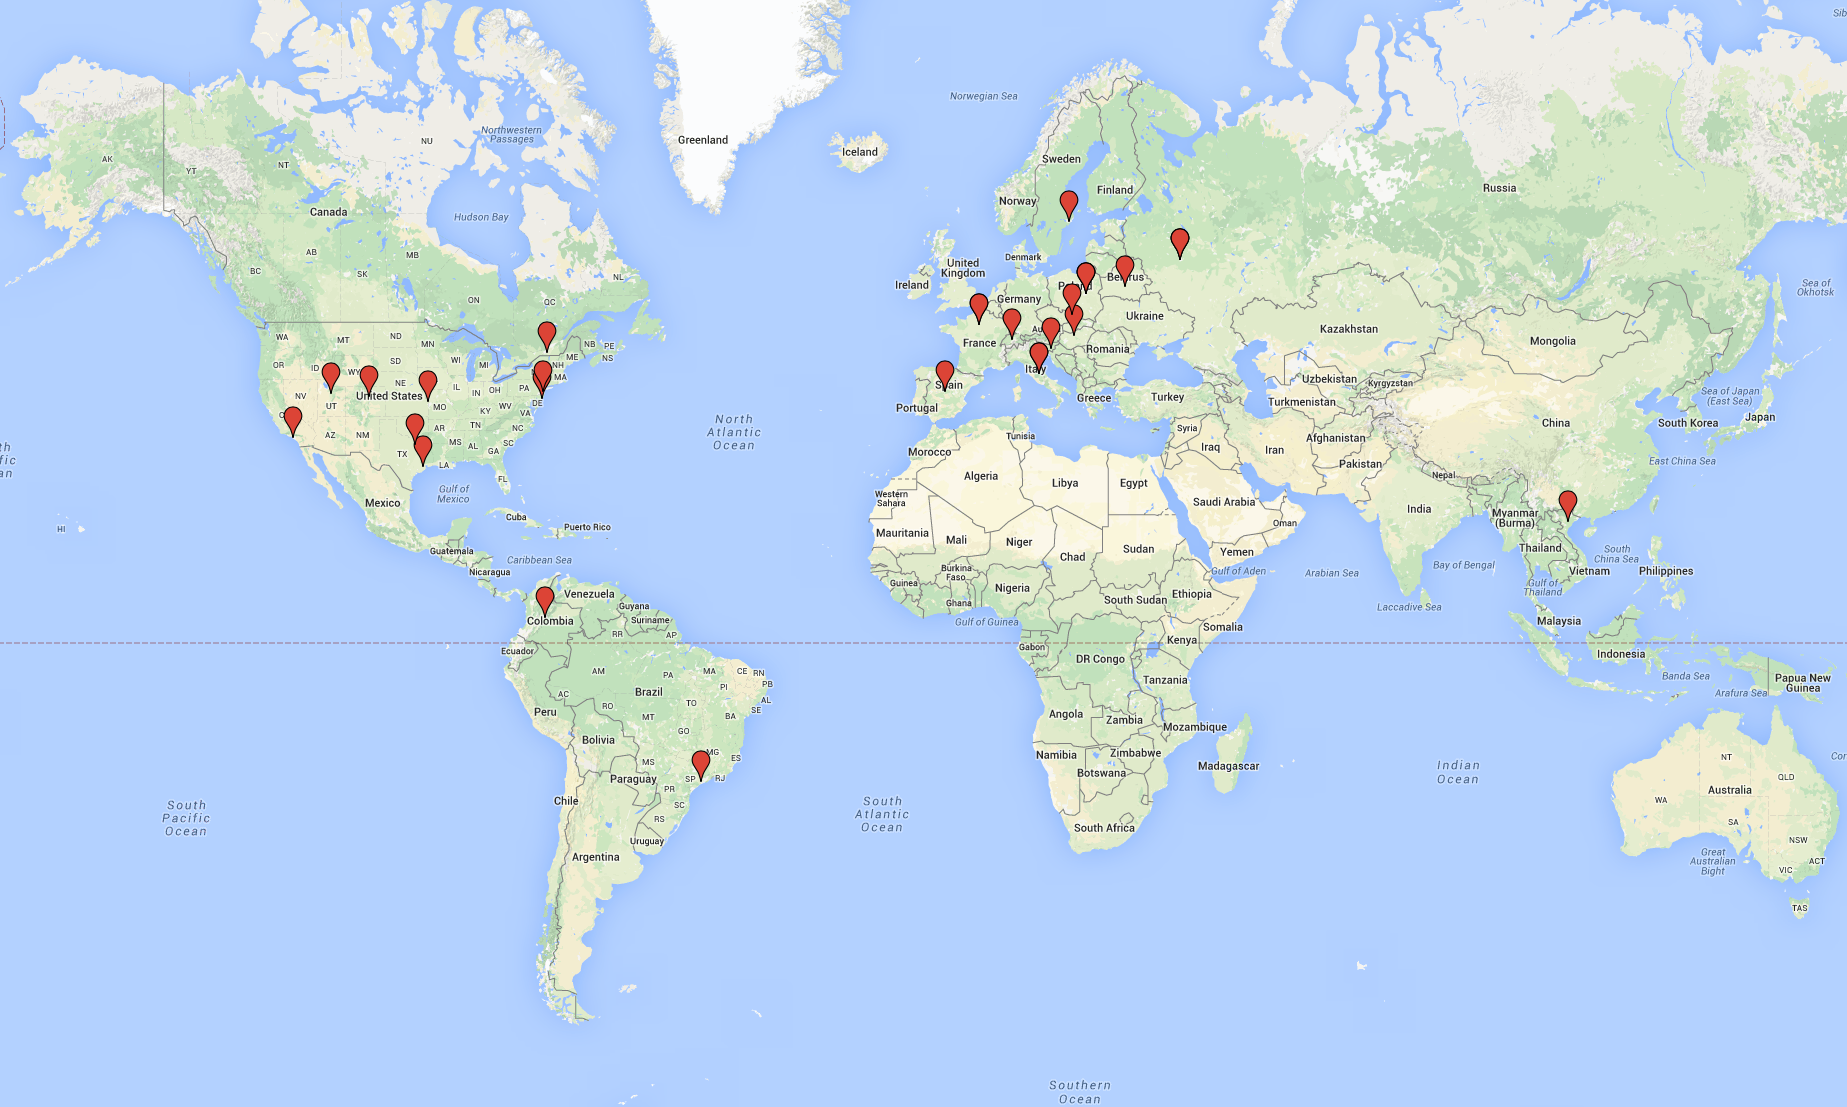 Sib
Norwegian Sea
Northwestern
Passages
Greenland
NU
Iceland
AK
Sweden
NT
YT
Finland
Russia
Norway
Canada
Hudson Bay
AB
MB
Denmark
United
Kingdom
BC
SK
NL
Ireland
Belarus
Sea of
Okhotsk
ON
QC
Germany
Ukraine
Kazakhstan
WA
ND
MT
MN
NB
PE
NS
ME
France
Mongolia
Romania
SD
WI
MI
NH
OR
ID
WY
Italy
MA
Uzbekistan
Kyrgyzstan
NE
IL
IN
OH
PA
Spain
Sea of Japan
(East Sea)
NV
United States
UT
MO
DE
KY
WV
VA
Portugal
Greece
Turkey
Turkmenistan
Japan
North
Atlantic
Ocean
South Korea
China
AZ
NM
AR
TN
NC
MS
AL
SC
GA
Tunisia
Syria
Afghanistan
TX
LA
Morocco
Iraq
Iran
Pakistan
East China Sea
th
fic
an
FL
Algeria
Libya
Egypt
Nepal
Gulf of
Mexico
Mexico
Western
Sahara
Saudi Arabia
India
Myanmar
(Burma)
Cuba
Puerto Rico
HI
Oman
Mauritania
Mali
Niger
Sudan
Yemen
Thailand
South
China Sea
Guatemala
Caribbean Sea
Chad
Gulf of Aden
Arabian Sea
Bay of Bengal
Vietnam
Philippines
Nicaragua
Burkina
Faso
Guinea
Nigeria
Ethiopia
Gulf of
Thailand
Venezuela
Guyana
Ghana
South Sudan
Laccadive Sea
Colombia
Suriname
Gulf of Guinea
Somalia
Malaysia
RR
AP
Kenya
Ecuador
Gabon
Indonesia
DR Congo
AM
PA
MA
CE
RN
PB
Tanzania
Banda Sea
Papua New
Guinea
AC
Brazil
PI
AL
SE
TO
Arafura Sea
Peru
RO
MT
BA
Angola
Zambia
Mozambique
Bolivia
GO
MG
ES
Namibia
Zimbabwe
Madagascar
MS
Botswana
Indian
Ocean
NT
Cor
Paraguay
SP
RJ
QLD
PR
Australia
Chile
SC
WA
South
Pacific
Ocean
South
Atlantic
Ocean
RS
SA
South Africa
Uruguay
NSW
Argentina
Great
Australian
Bight
ACT
VIC
TAS
Southern
Ocean